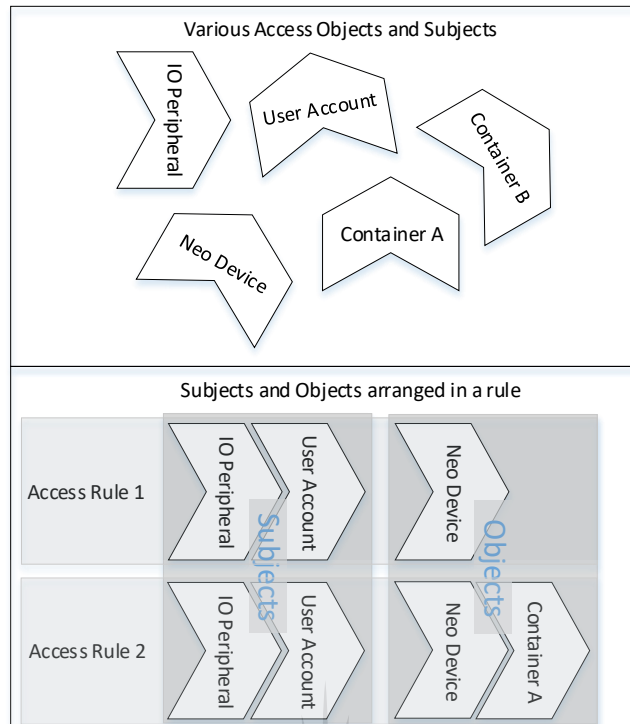 Various Access Objects and Subjects
IO Peripheral
User Account
Container B
Neo Device
Container A
Subjects and Objects arranged in a rule
Access Rule 1
IO Peripheral
User Account
Neo Device
Subjects
Objects
Access Rule 2
IO Peripheral
User Account
Neo Device
Container A